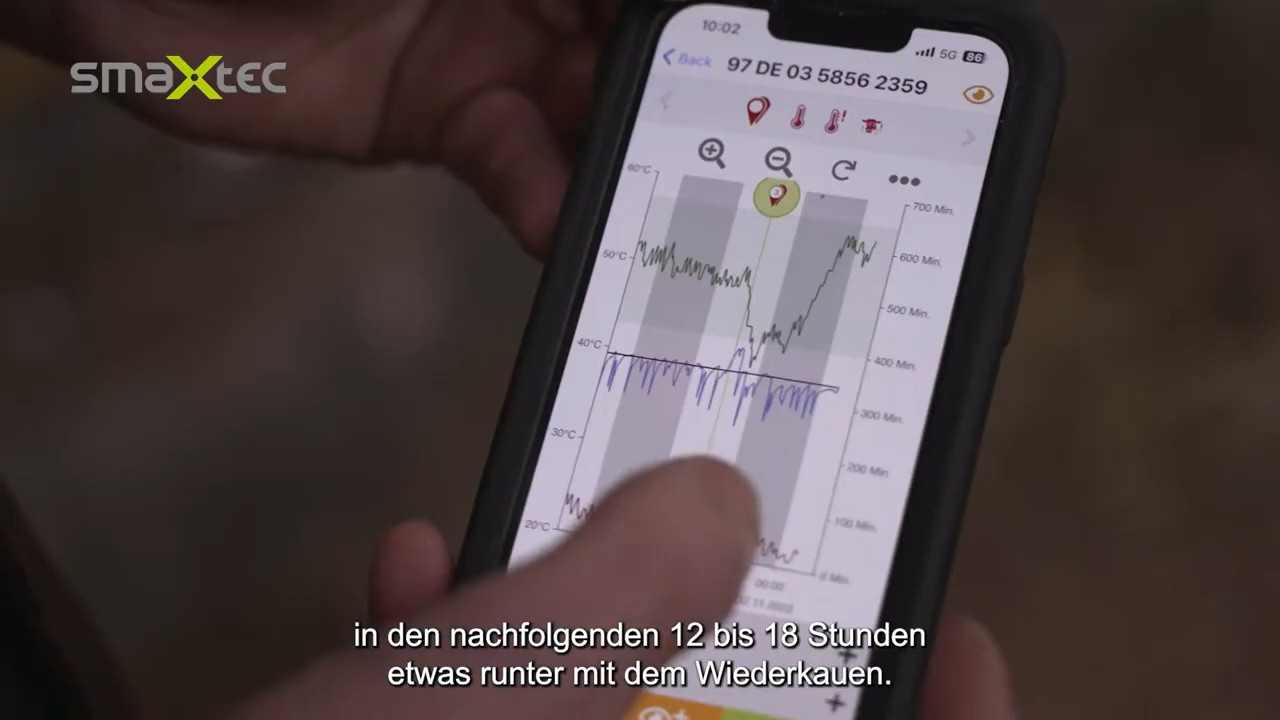 smaXtec
10:02
5G 66
Back
97 DE 03 5856 2359
3
60°C
700 Min.
50°C
600 Min.
500 Min.
40°C
400 Min.
300 Min.
30°C
200 Min.
100 Min.
20°C
0 Min.
00:00
in den nachfolgenden 12 bis 18 Stunden
etwas runter mit dem Wiederkauen.